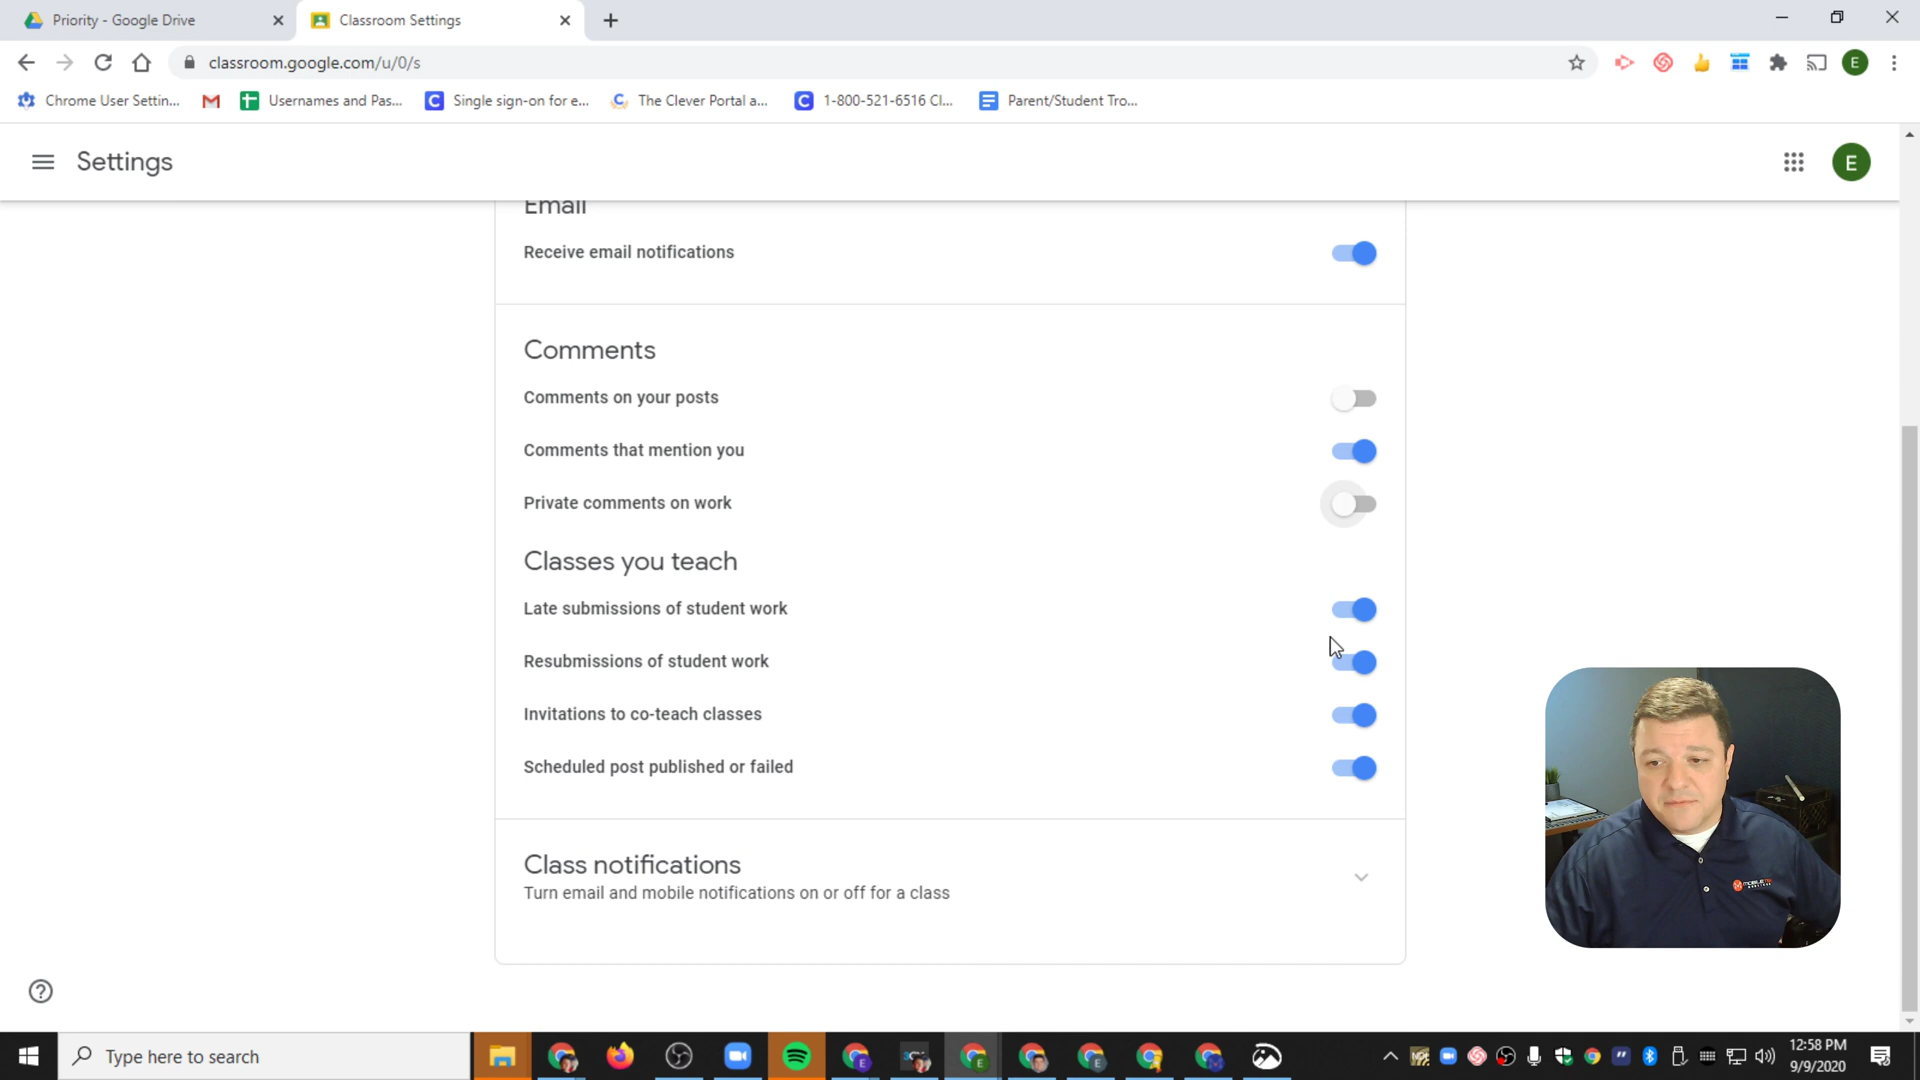 Priority - Google Drive
Classroom Settings
classroom.google.com/u/0/s
E
Chrome User Settin...
Usernames and Pas...
Single sign-on for e...
The Clever Portal a...
1-800-521-6516 Cl...
Parent/Student Tro...
Settings
E
Email
Receive email notifications
Comments
Comments on your posts
Comments that mention you
Private comments on work
Classes you teach
Late submissions of student work
Resubmissions of student work
Invitations to co-teach classes
Scheduled post published or failed
Class notifications
Turn email and mobile notifications on or off for a class
Type here to search
12:58 PM
9/9/2020